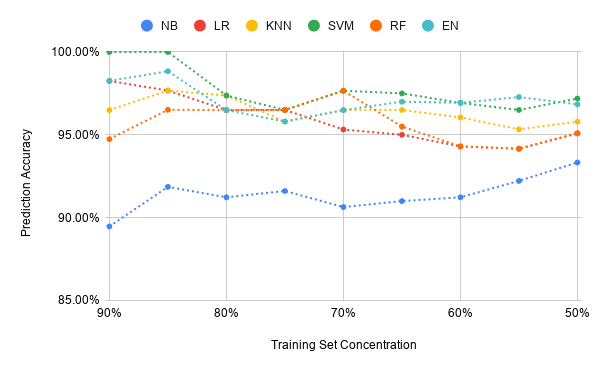 NB LR KNN SVM RF EN
100.00%
95.00%
90.00%
85.00%
Prediction Accuracy
90% 80% 70% 60% 50%
Training Set Concentration